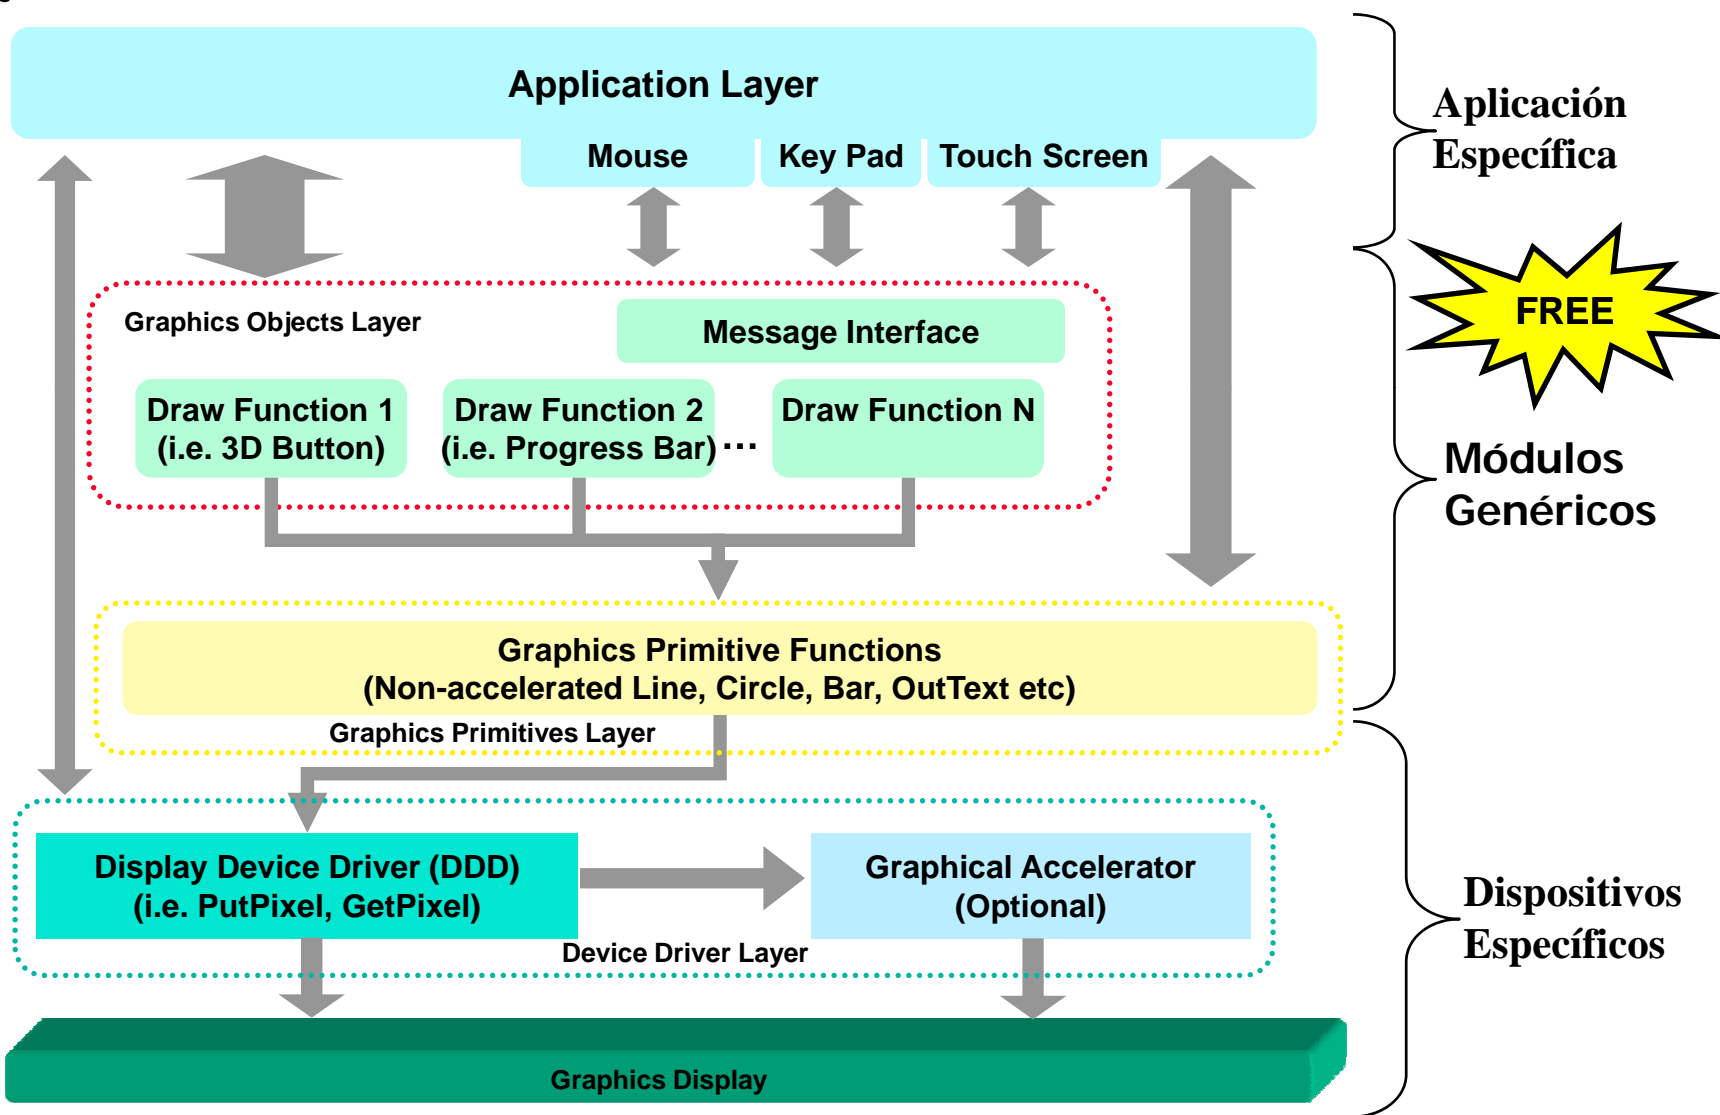 Application Layer
Mouse
Key Pad
Touch Screen
Aplicación
Específica
FREE
Graphics Objects Layer
Message Interface
Draw Function 1
(i.e. 3D Button)
Draw Function 2
(i.e. Progress Bar)
...
Draw Function N
Módulos
Genéricos
Graphics Primitive Functions
(Non-accelerated Line, Circle, Bar, OutText etc)
Graphics Primitives Layer
Display Device Driver (DDD)
(i.e. PutPixel, GetPixel)
Graphical Accelerator
(Optional)
Device Driver Layer
Dispositivos
Específicos
Graphics Display